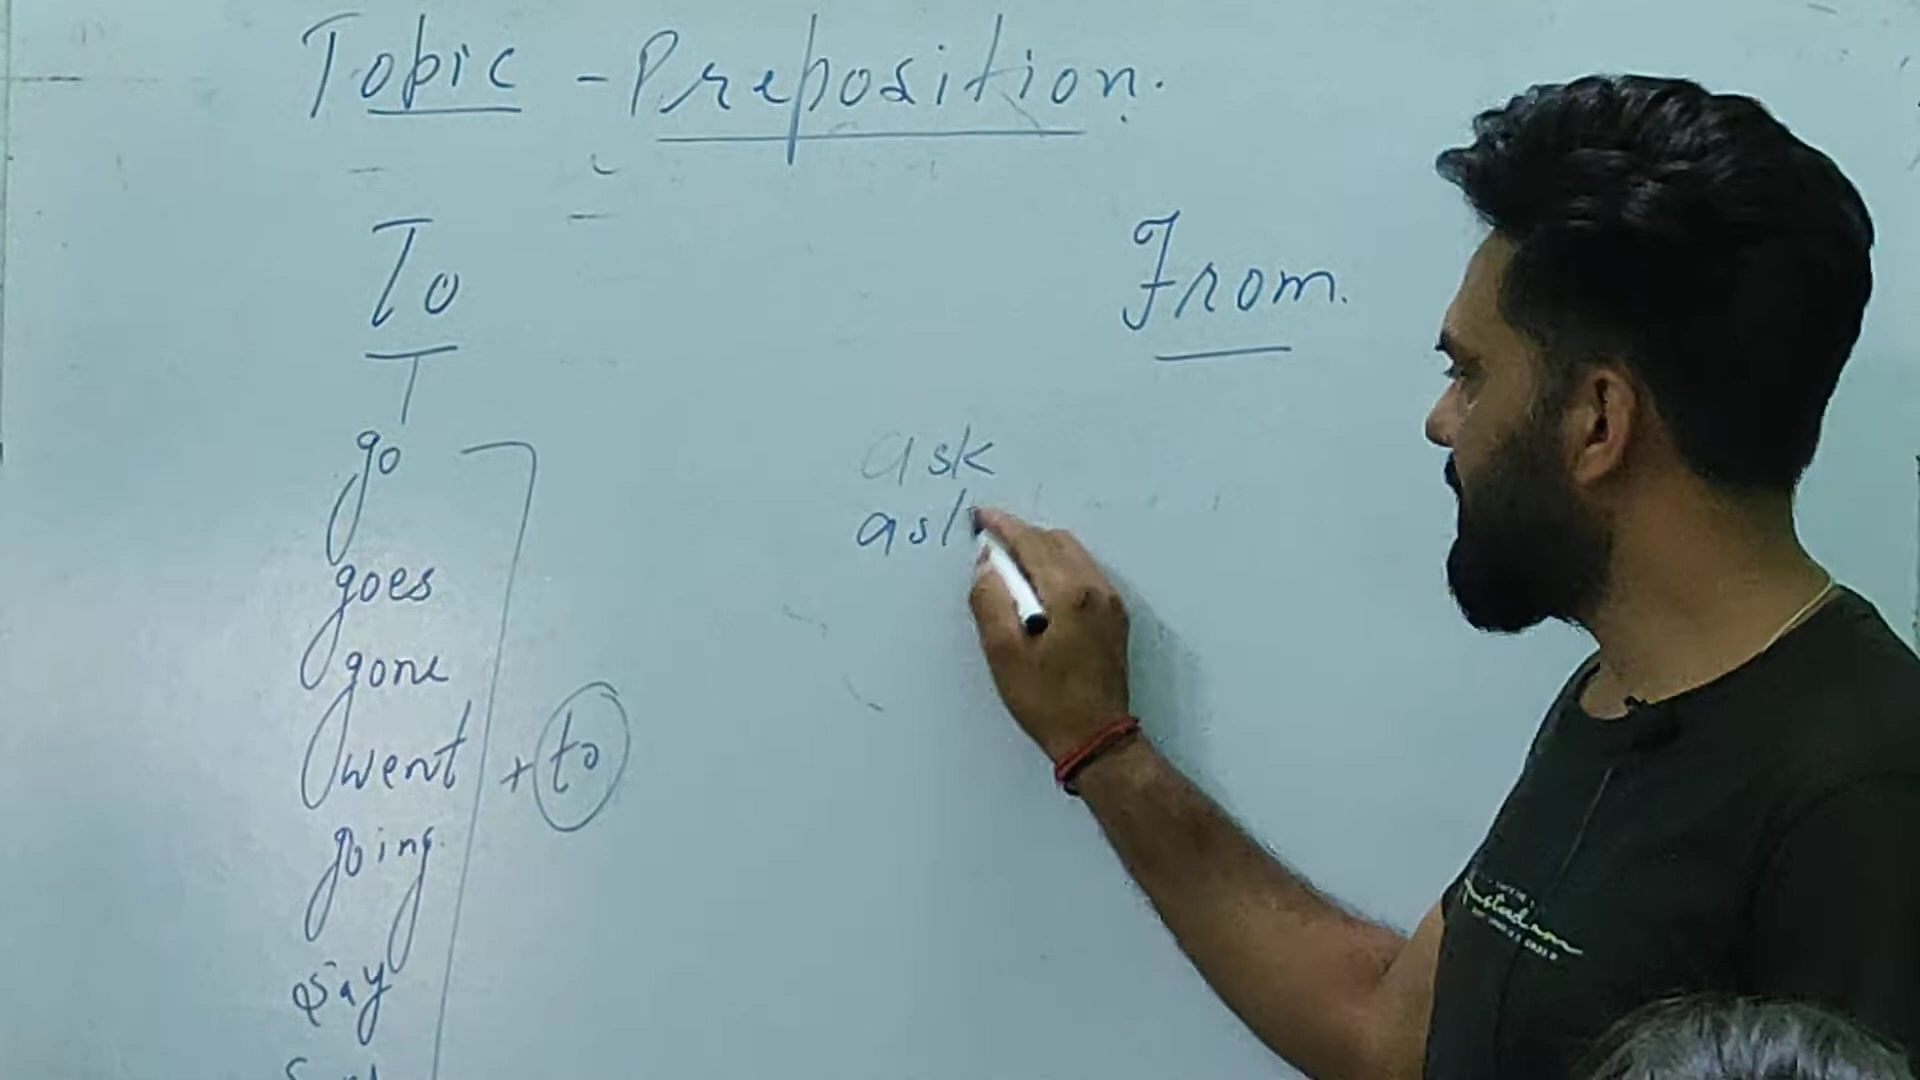 Topic - Preposition.
To
From.
go
goes
gone
went + to
going.
say
ask
ask